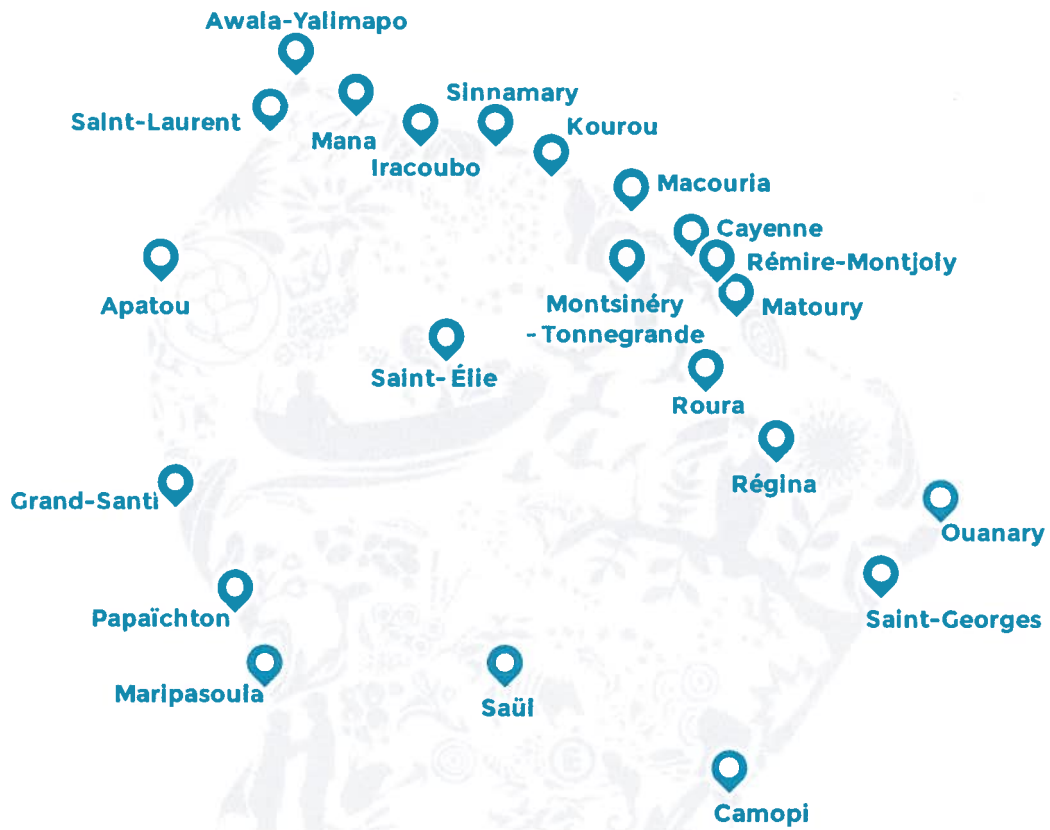 Awala-Yalimapo
Sinnamary
Saint-Laurent
Kourou
Mana
Iracoubo
Macouria
Cayenne
Rémire-Montjoly
Apatou
Montsinéry
- Tonnegrande
Matoury
Saint-Élie
Roura
Régina
Grand-Santi
Ouanary
Papaïchton
Saint-Georges
Maripasoula
Saül
Camopi